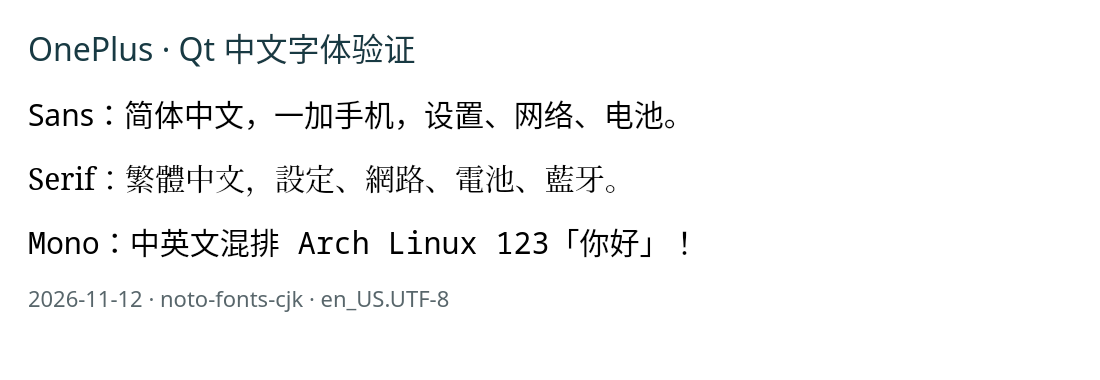 OnePlus · Qt 中文字体验证
Sans：简体中文，一加手机，设置、网络、电池。
Serif：繁體中文，設定、網路、電池、藍牙。
Mono：中英文混排 Arch Linux 123「你好」！
2026-11-12 · noto-fonts-cjk · en_US.UTF-8